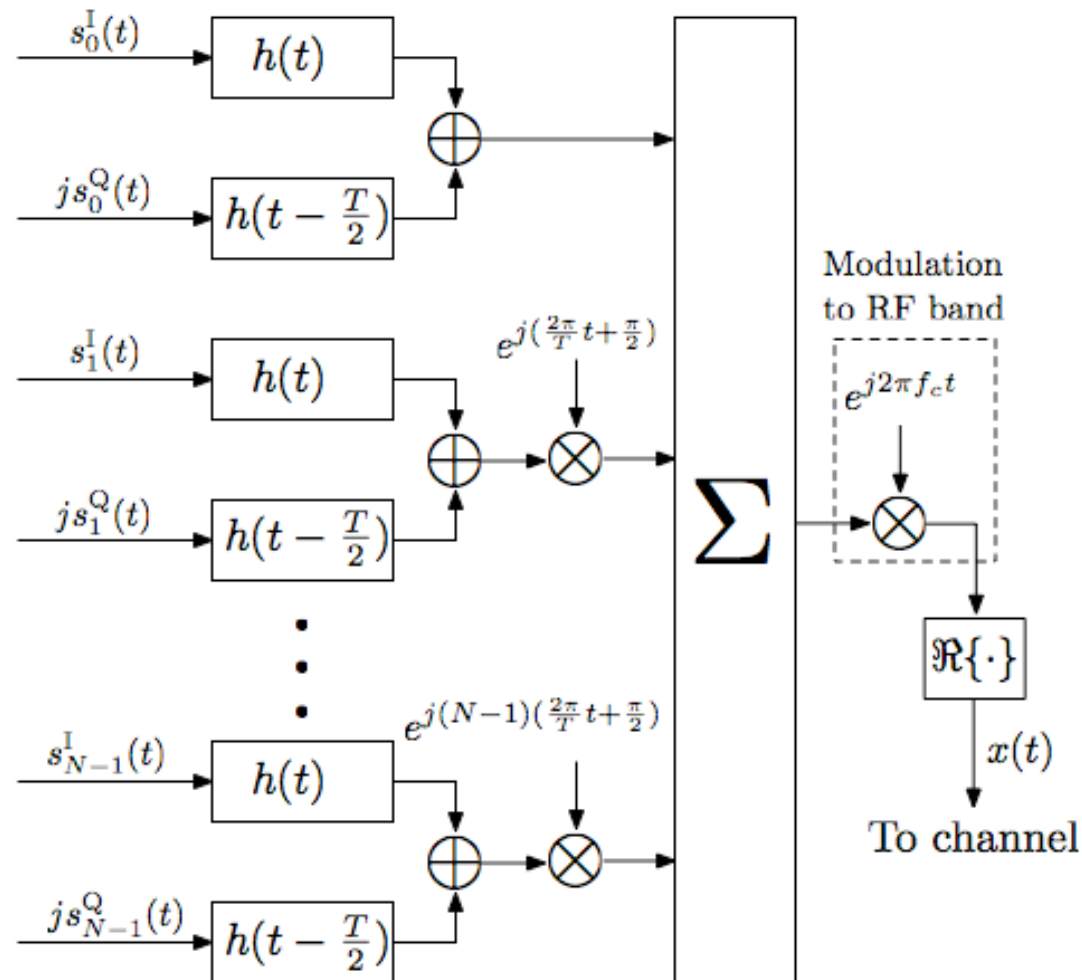 s_0^I(t)
h(t)
js_0^Q(t)
h(t − T/2)
s_1^I(t)
h(t)
e^{j(2π/T t + π/2)}
js_1^Q(t)
h(t − T/2)
s_{N−1}^I(t)
h(t)
e^{j(N−1)(2π/T t + π/2)}
js_{N−1}^Q(t)
h(t − T/2)
Σ
Modulation
to RF band
e^{j2πf_c t}
ℜ{·}
x(t)
To channel